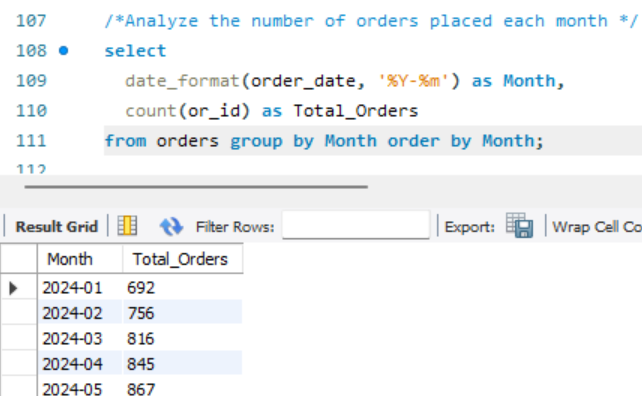 107 /*Analyze the number of orders placed each month */
108 select
109 date_format(order_date, '%Y-%m') as Month,
110 count(or_id) as Total_Orders
111 from orders group by Month order by Month;
112
Result Grid Filter Rows: Export: Wrap Cell Co
Month Total_Orders
2024-01 692
2024-02 756
2024-03 816
2024-04 845
2024-05 867